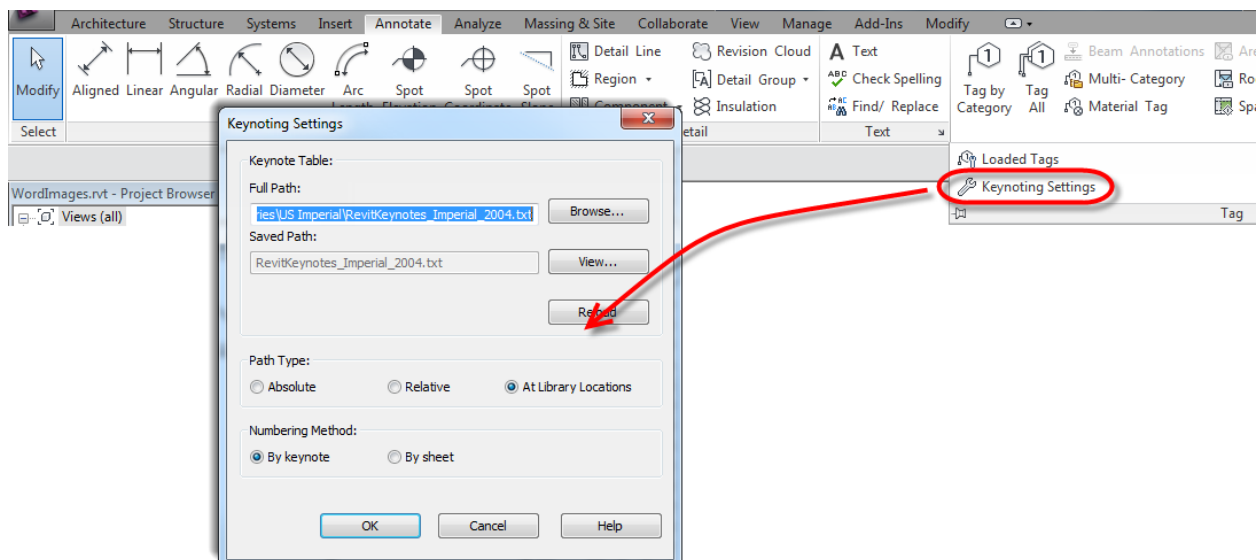 Architecture Structure Systems Insert Annotate Analyze Massing & Site Collaborate View Manage Add-Ins Modify
Modify
Aligned Linear Angular Radial Diameter Arc Spot Spot Spot
Detail Line
Region
Component
Revision Cloud
Detail Group
Insulation
A Text
ABC Check Spelling
Find/ Replace
Tag by Category
Tag All
Beam Annotations
Multi- Category
Material Tag
Select
etail
Text
Loaded Tags
Keynoting Settings
Tag
WordImages.rvt - Project Browser
Views (all)
Keynoting Settings
Keynote Table:
Full Path:
ries\US Imperial\RevitKeynotes_Imperial_2004.txt
Browse...
Saved Path:
RevitKeynotes_Imperial_2004.txt
View...
Reload
Path Type:
Absolute Relative At Library Locations
Numbering Method:
By keynote By sheet
OK Cancel Help